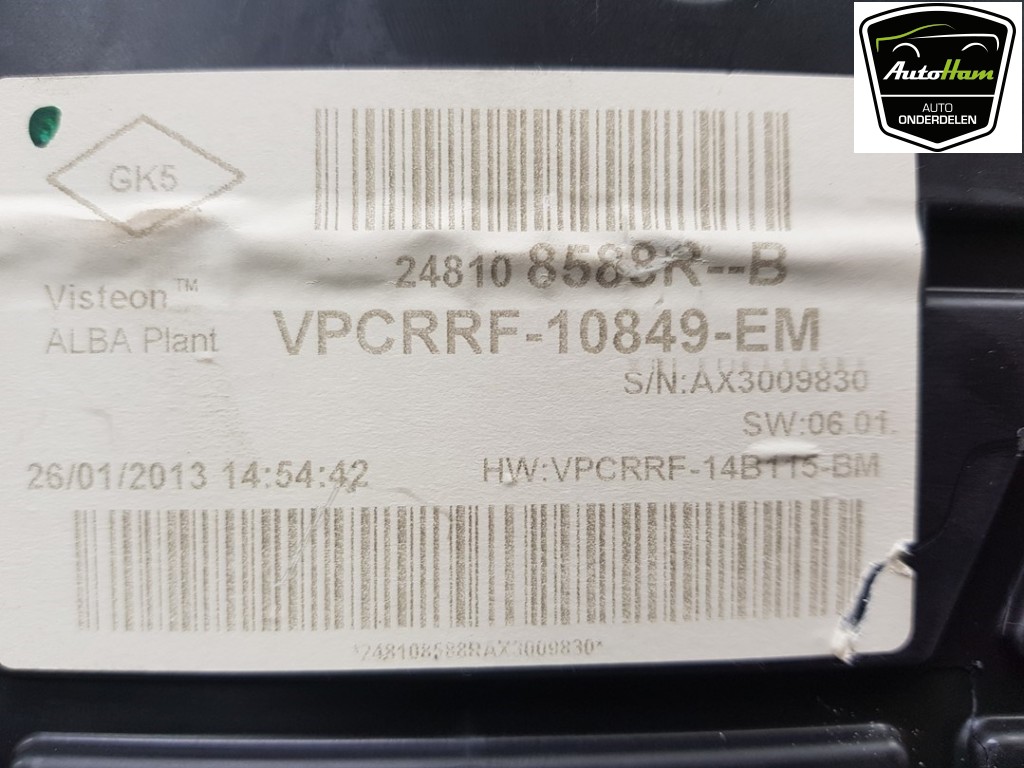 AutoHam
AUTO
ONDERDELEN
GK5
24810 8588R--B
Visteon™
ALBA Plant
VPCRRF-10849-EM
S/N:AX3009830
SW:06.01.
26/01/2013 14:54:42
HW:VPCRRF-14B115-BM
*248108588RAX3009830*